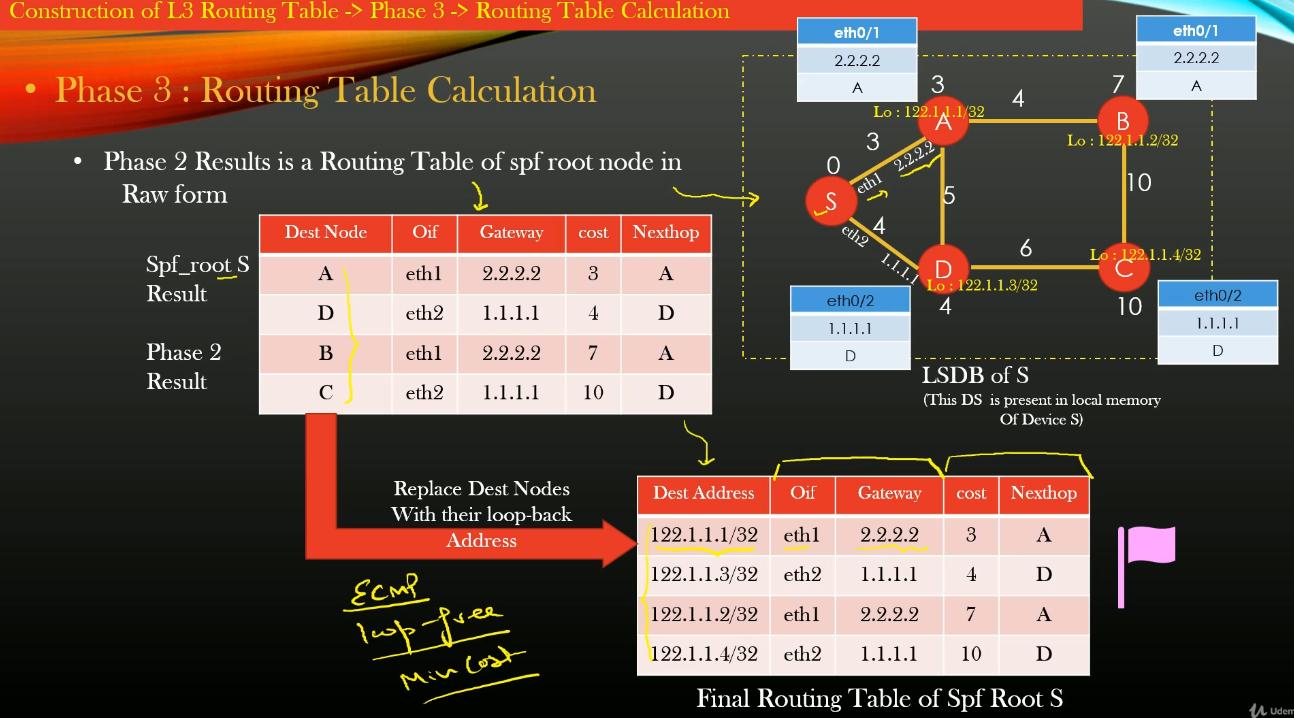 Construction of L3 Routing Table -> Phase 3 -> Routing Table Calculation
• Phase 3 : Routing Table Calculation
• Phase 2 Results is a Routing Table of spf root node in
Raw form
Spf_root S
Result
Phase 2
Result
Dest Node Oif Gateway cost Nexthop
A eth1 2.2.2.2 3 A
D eth2 1.1.1.1 4 D
B eth1 2.2.2.2 7 A
C eth2 1.1.1.1 10 D
eth0/1
2.2.2.2
A
eth0/1
2.2.2.2
A
3
7
Lo : 122.1.1.1/32
A
4
B
Lo : 122.1.1.2/32
3
0
2.2.2.2
eth1
S
5
10
4
eth2
1.1.1.1
D
6
C
Lo : 122.1.1.4/32
Lo : 122.1.1.3/32
4
10
eth0/2
1.1.1.1
D
eth0/2
1.1.1.1
D
LSDB of S
(This DS is present in local memory
Of Device S)
Replace Dest Nodes
With their loop-back
Address
ECMP
loop-free
Min Cost
Dest Address Oif Gateway cost Nexthop
122.1.1.1/32 eth1 2.2.2.2 3 A
122.1.1.3/32 eth2 1.1.1.1 4 D
122.1.1.2/32 eth1 2.2.2.2 7 A
122.1.1.4/32 eth2 1.1.1.1 10 D
Final Routing Table of Spf Root S